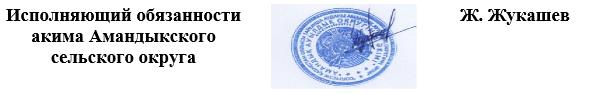 Исполняющий обязанности
акима Амандыкского
сельского округа
Ж. Жукашев